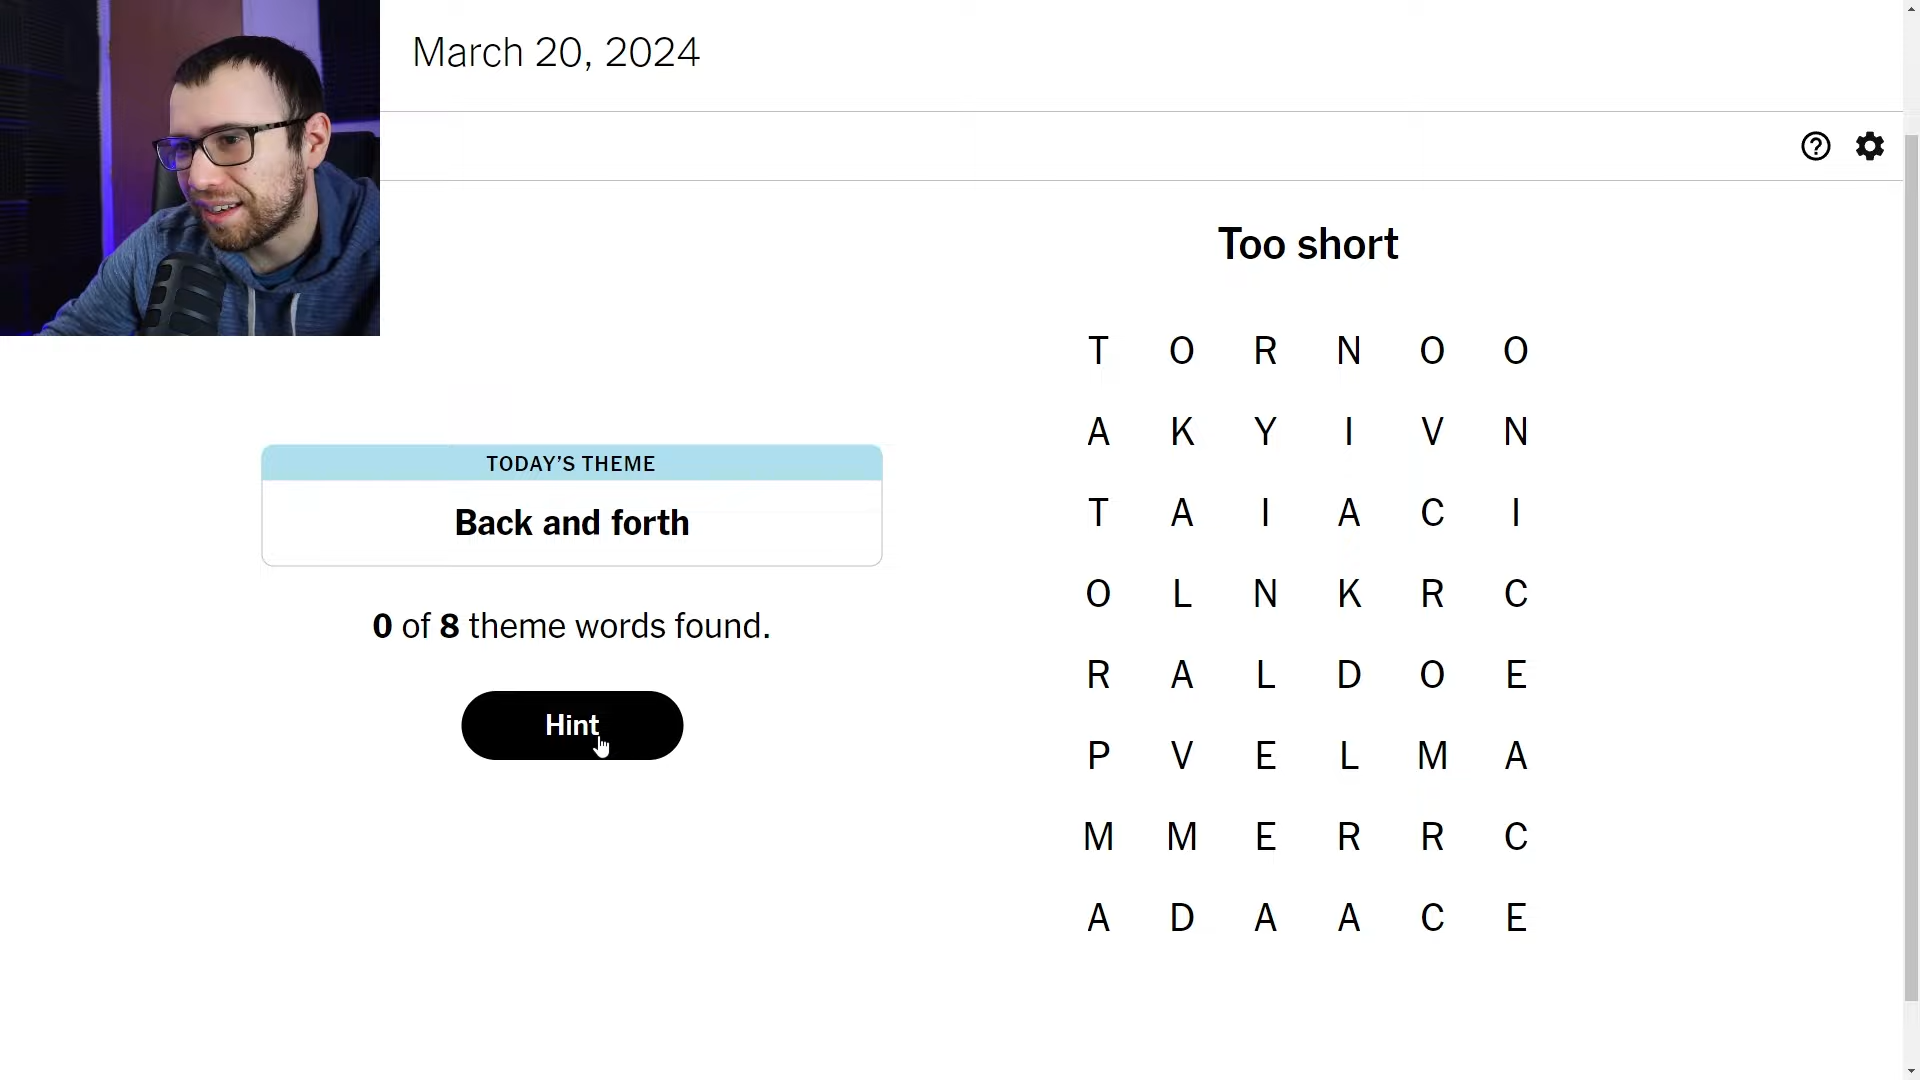 March 20, 2024
Too short
TODAY'S THEME
Back and forth
0 of 8 theme words found.
Hint
T O R N O O
A K Y I V N
T A I A C I
O L N K R C
R A L D O E
P V E L M A
M M E R R C
A D A A C E